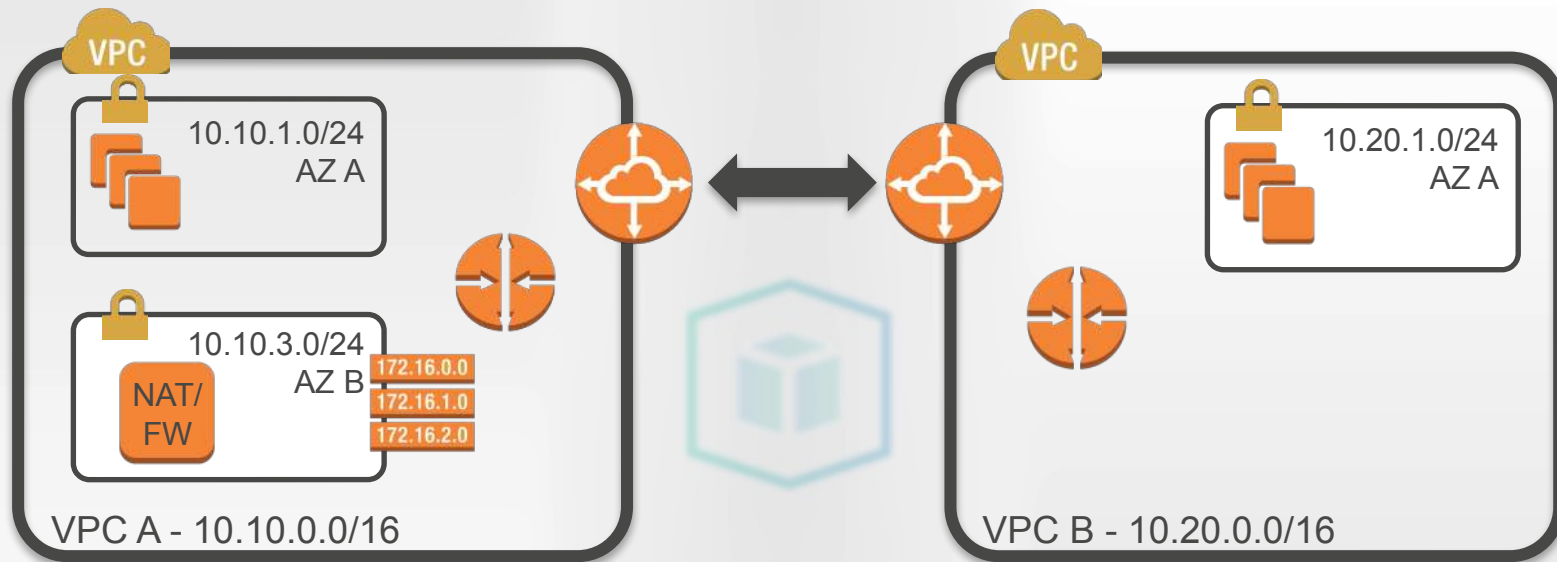 VPC
10.10.1.0/24
AZ A
10.10.3.0/24
AZ B
NAT/
FW
172.16.0.0
172.16.1.0
172.16.2.0
VPC A - 10.10.0.0/16
VPC
10.20.1.0/24
AZ A
VPC B - 10.20.0.0/16